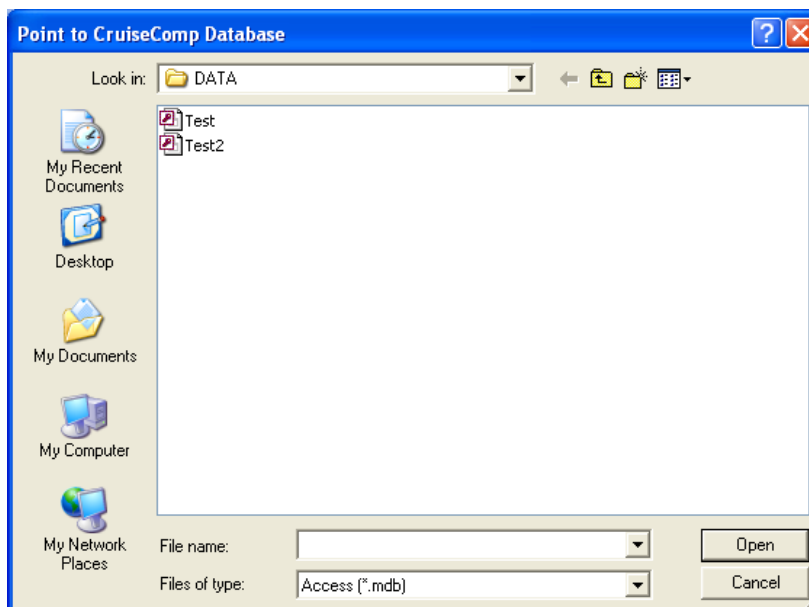 Point to CruiseComp Database
Look in:
DATA
My Recent
Documents
Desktop
My Documents
My Computer
My Network
Places
Test
Test2
File name:
Open
Files of type:
Access (*.mdb)
Cancel